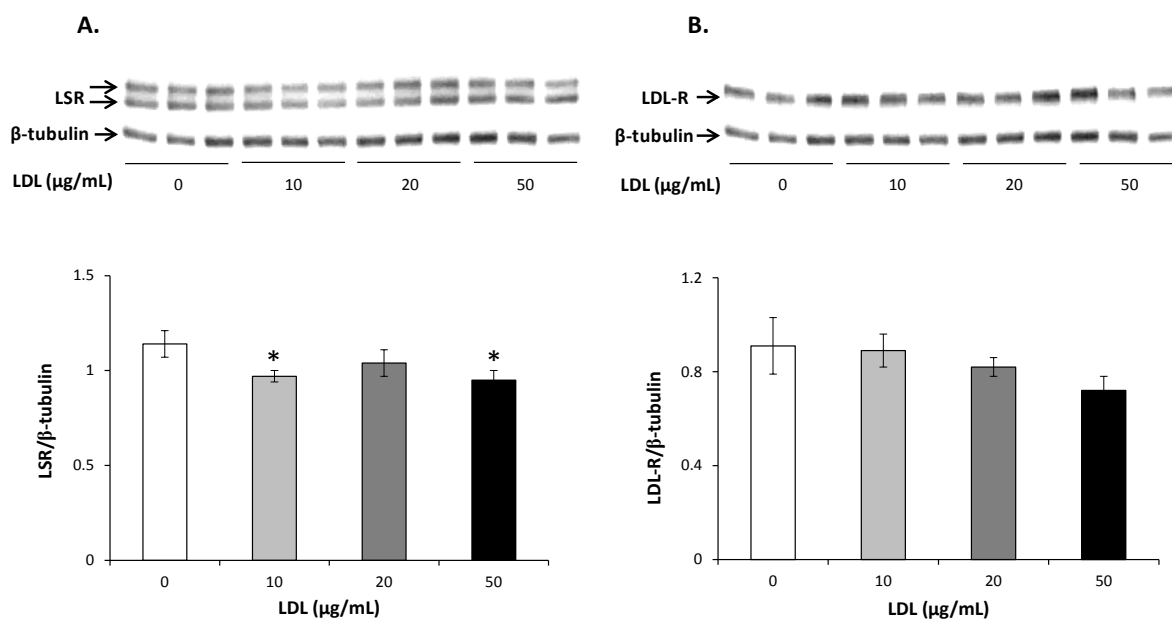 A.
LSR
β-tubulin
LDL (µg/mL)
0 10 20 50
1.5
1
0.5
0
LSR/β-tubulin
* *
0 10 20 50
LDL (µg/mL)
B.
LDL-R
β-tubulin
LDL (µg/mL)
0 10 20 50
1.2
0.8
0.4
0
LDL-R/β-tubulin
0 10 20 50
LDL (µg/mL)